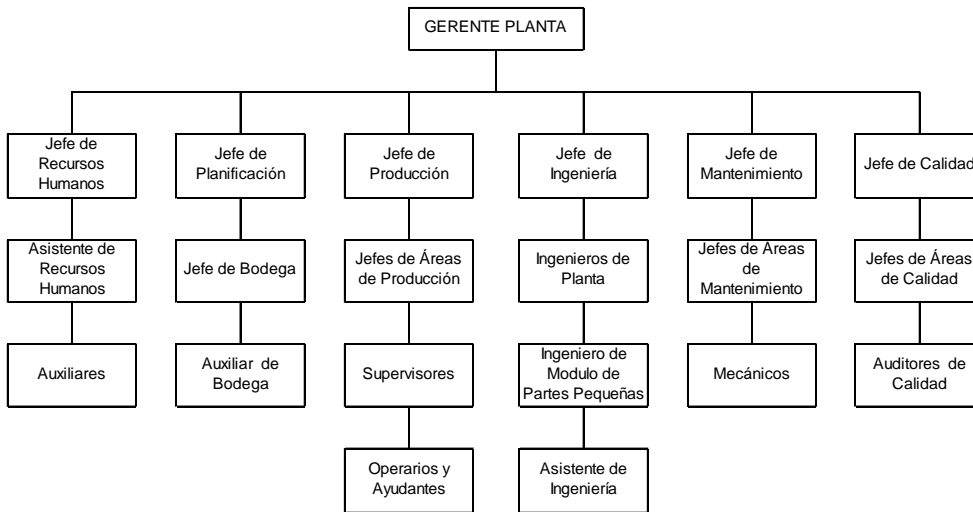 GERENTE PLANTA
Jefe de
Recursos
Humanos
Jefe de
Planificación
Jefe de
Producción
Jefe de
Ingeniería
Jefe de
Mantenimiento
Jefe de Calidad
Asistente de
Recursos
Humanos
Jefe de Bodega
Jefes de Áreas
de Producción
Ingenieros de
Planta
Jefes de Áreas
de
Mantenimiento
Jefes de Áreas
de Calidad
Auxiliares
Auxiliar de
Bodega
Supervisores
Ingeniero de
Modulo de
Partes Pequeñas
Mecánicos
Auditores de
Calidad
Operarios y
Ayudantes
Asistente de
Ingeniería